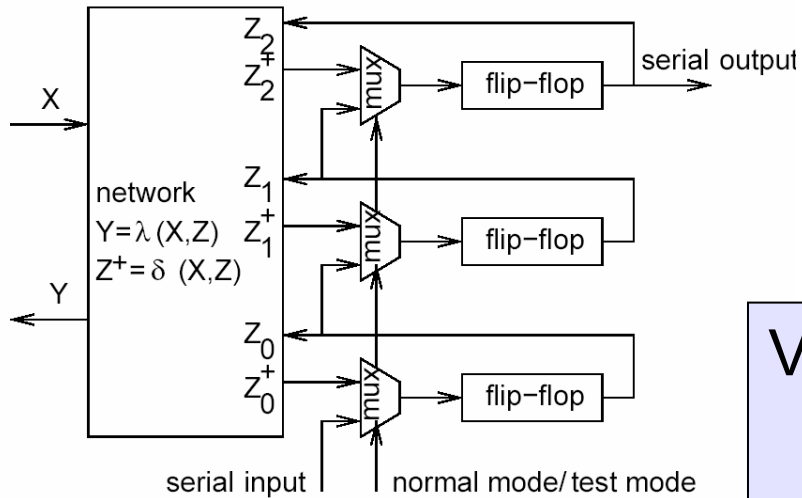 Z2
Z2+
mux
flip-flop
serial output
X
Z1
network
Y=λ (X,Z)
Z1+
Z+=δ (X,Z)
mux
flip-flop
Y
Z0
Z0+
mux
flip-flop
V
serial input
normal mode/test mode